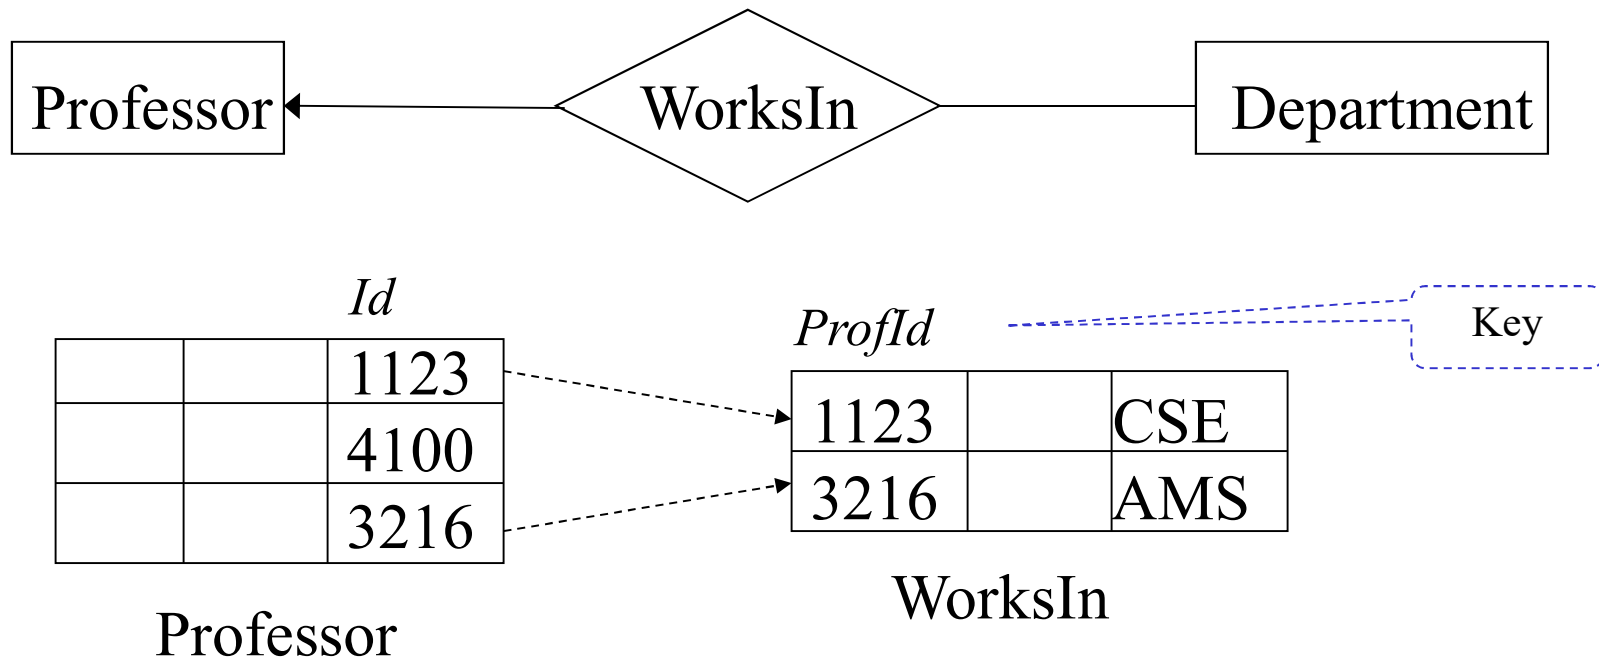 Professor
WorksIn
Department
Id
ProfId
Key
1123
4100
3216
1123
CSE
3216
AMS
Professor
WorksIn